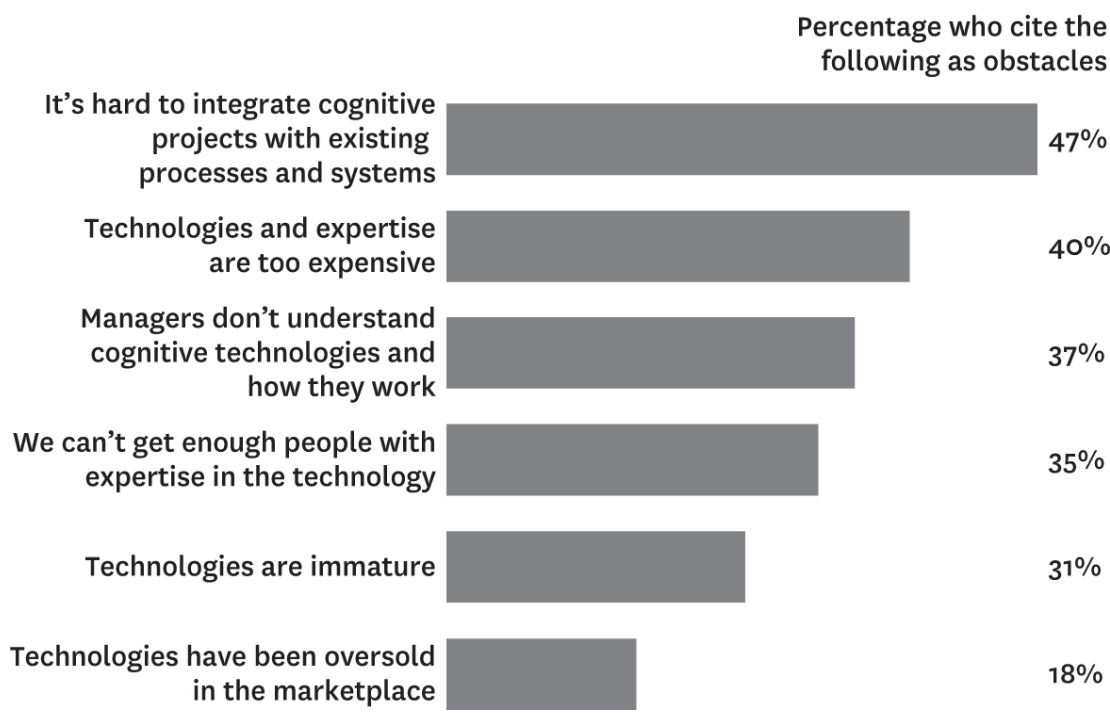 Percentage who cite the
following as obstacles
It’s hard to integrate cognitive
projects with existing
processes and systems
47%
Technologies and expertise
are too expensive
40%
Managers don’t understand
cognitive technologies and
how they work
37%
We can’t get enough people with
expertise in the technology
35%
Technologies are immature
31%
Technologies have been oversold
in the marketplace
18%